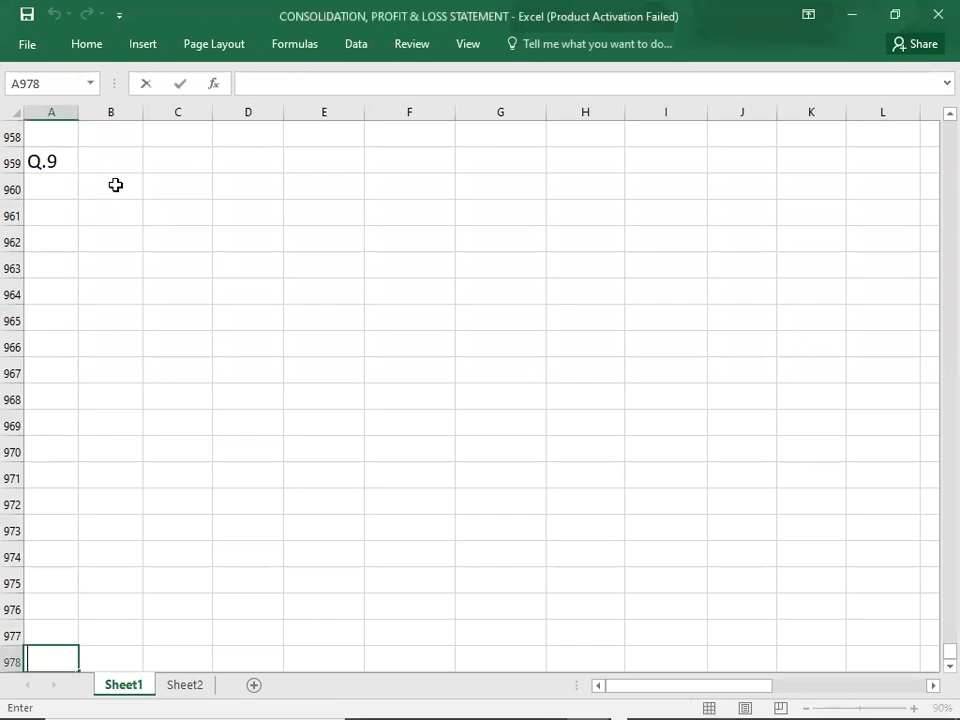 CONSOLIDATION, PROFIT & LOSS STATEMENT - Excel (Product Activation Failed)
File Home Insert Page Layout Formulas Data Review View Tell me what you want to do... Share
A978 fx
A B C D E F G H I J K L
958
959 Q.9
960
961
962
963
964
965
966
967
968
969
970
971
972
973
974
975
976
977
978
Sheet1 Sheet2
Enter 90%